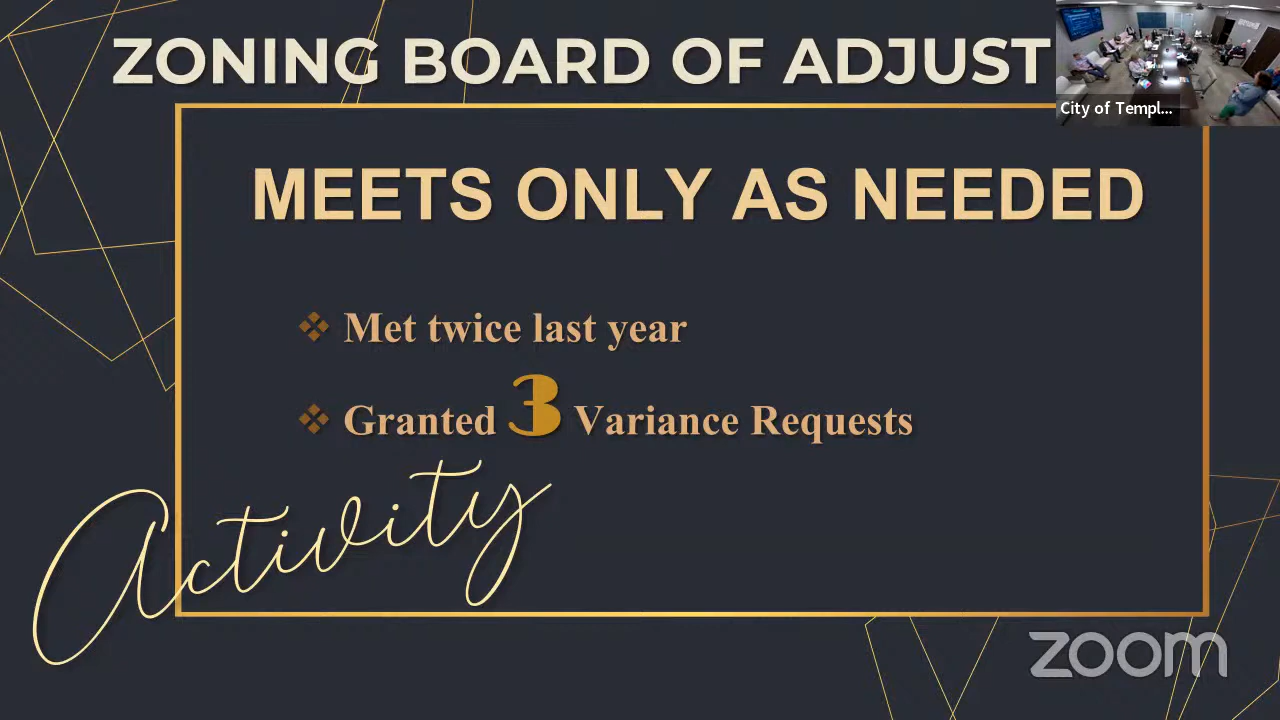 ZONING BOARD OF ADJUST
City of Templ...
MEETS ONLY AS NEEDED
❖ Met twice last year
❖ Granted 3 Variance Requests
Activity
zoom